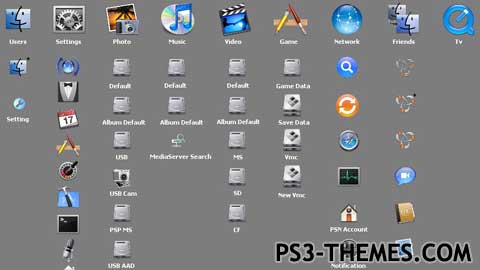 Users Settings Photo Music Video Game Network Friends Tv
Default Default Default Game Data
Setting Album Default Album Default Album Default Save Data
17
USB MediaServer Search MS Vmc
USB Cam SD New Vmc
PSP MS CF PSN Account
USB AAD Notification
PS3-THEMES.COM